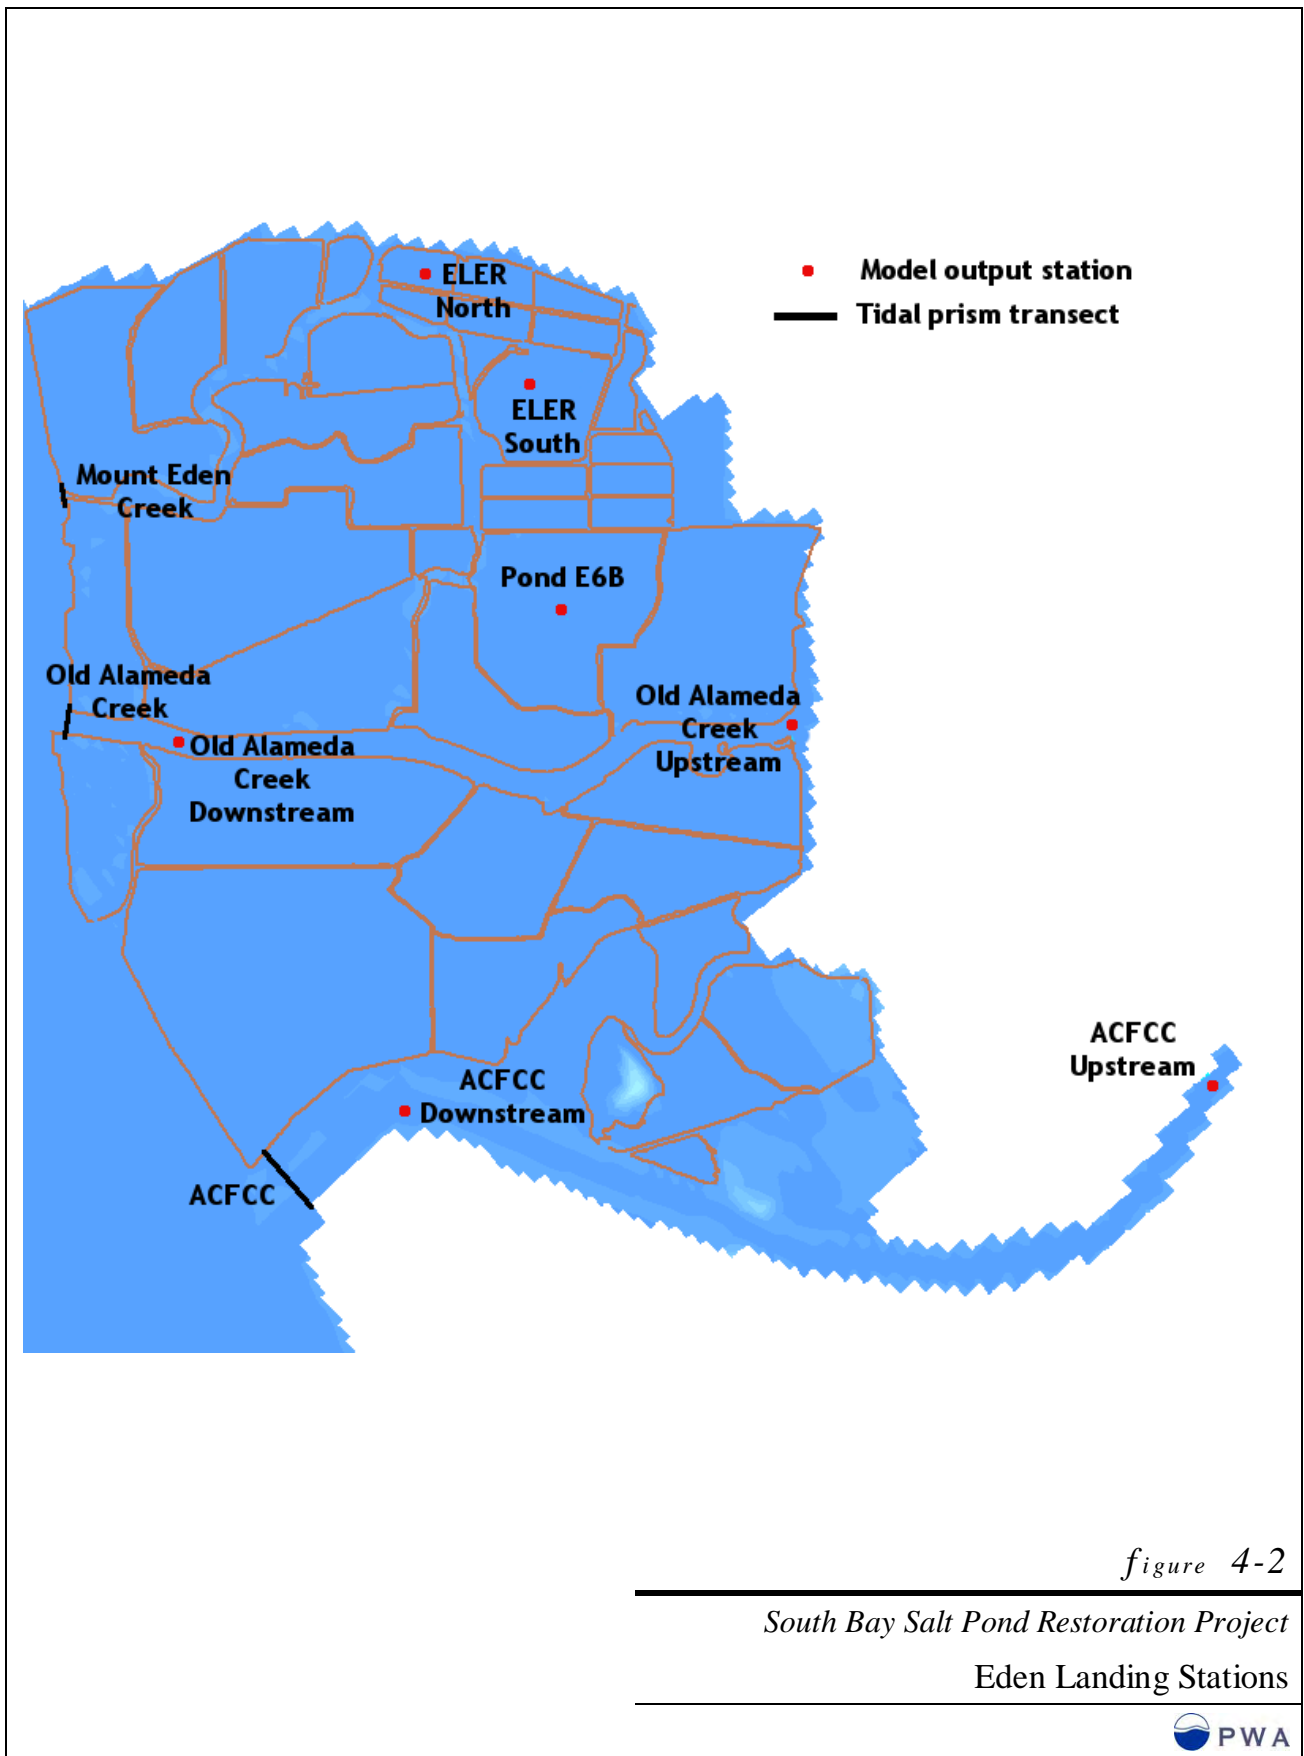 Model output station
Tidal prism transect
ELER
North
ELER
South
Mount Eden
Creek
Pond E6B
Old Alameda
Creek
Old Alameda
Creek
Upstream
Old Alameda
Creek
Downstream
ACFCC
Upstream
ACFCC
Downstream
ACFCC
figure 4-2
South Bay Salt Pond Restoration Project
Eden Landing Stations
PWA